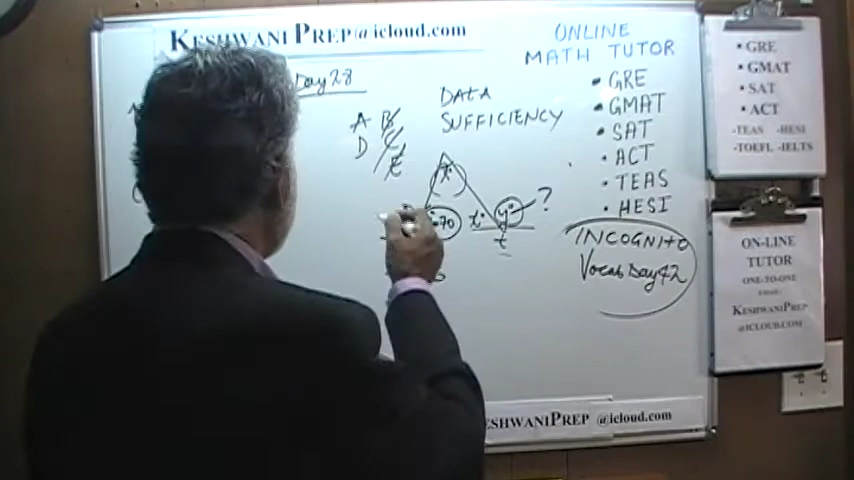 KESHWANIPREP@icloud.com
Day 28
ONLINE
MATH TUTOR
• GRE
• GMAT
• SAT
• ACT
• TEAS
• HESI
DATA
SUFFICIENCY
A B
D C
E
x°
70
t°
y°
?
t
INCOGNITO
Vocab Day 42
ESHWANIPREP @icloud.com
• GRE
• GMAT
• SAT
• ACT
-TEAS -HESI
-TOEFL -IELTS
ON-LINE
TUTOR
ONE-TO-ONE
EMAIL:
KESHWANIPREP
@ICLOUD.COM